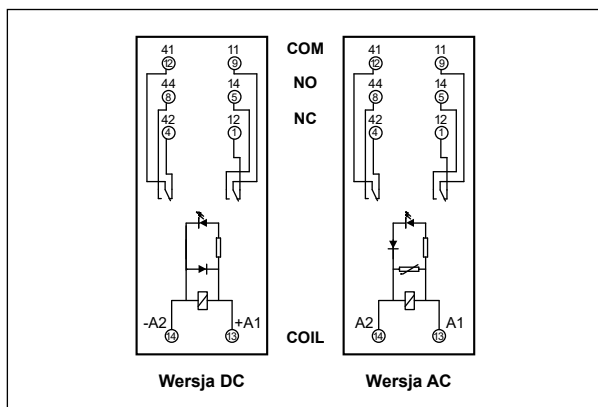 41 11 COM 41 11
12 9 12 9
44 14 NO 44 14
8 5 8 5
42 12 NC 42 12
4 1 4 1
-A2 +A1 COIL A2 A1
14 13 14 13
Wersja DC Wersja AC